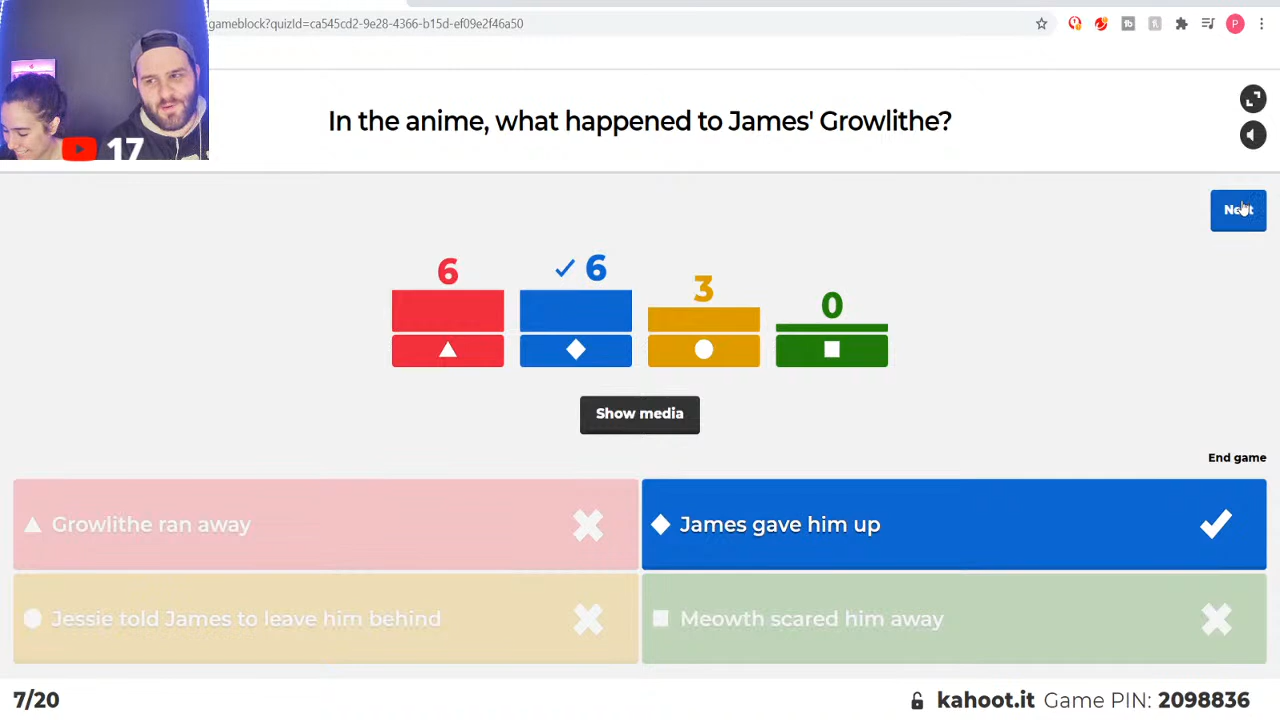 gameblock?quizId=ca545cd2-9e28-4366-b15d-ef09e2f46a50
17
In the anime, what happened to James' Growlithe?
Next
6
6
3
0
Show media
End game
Growlithe ran away
James gave him up
Jessie told James to leave him behind
Meowth scared him away
7/20
kahoot.it Game PIN: 2098836